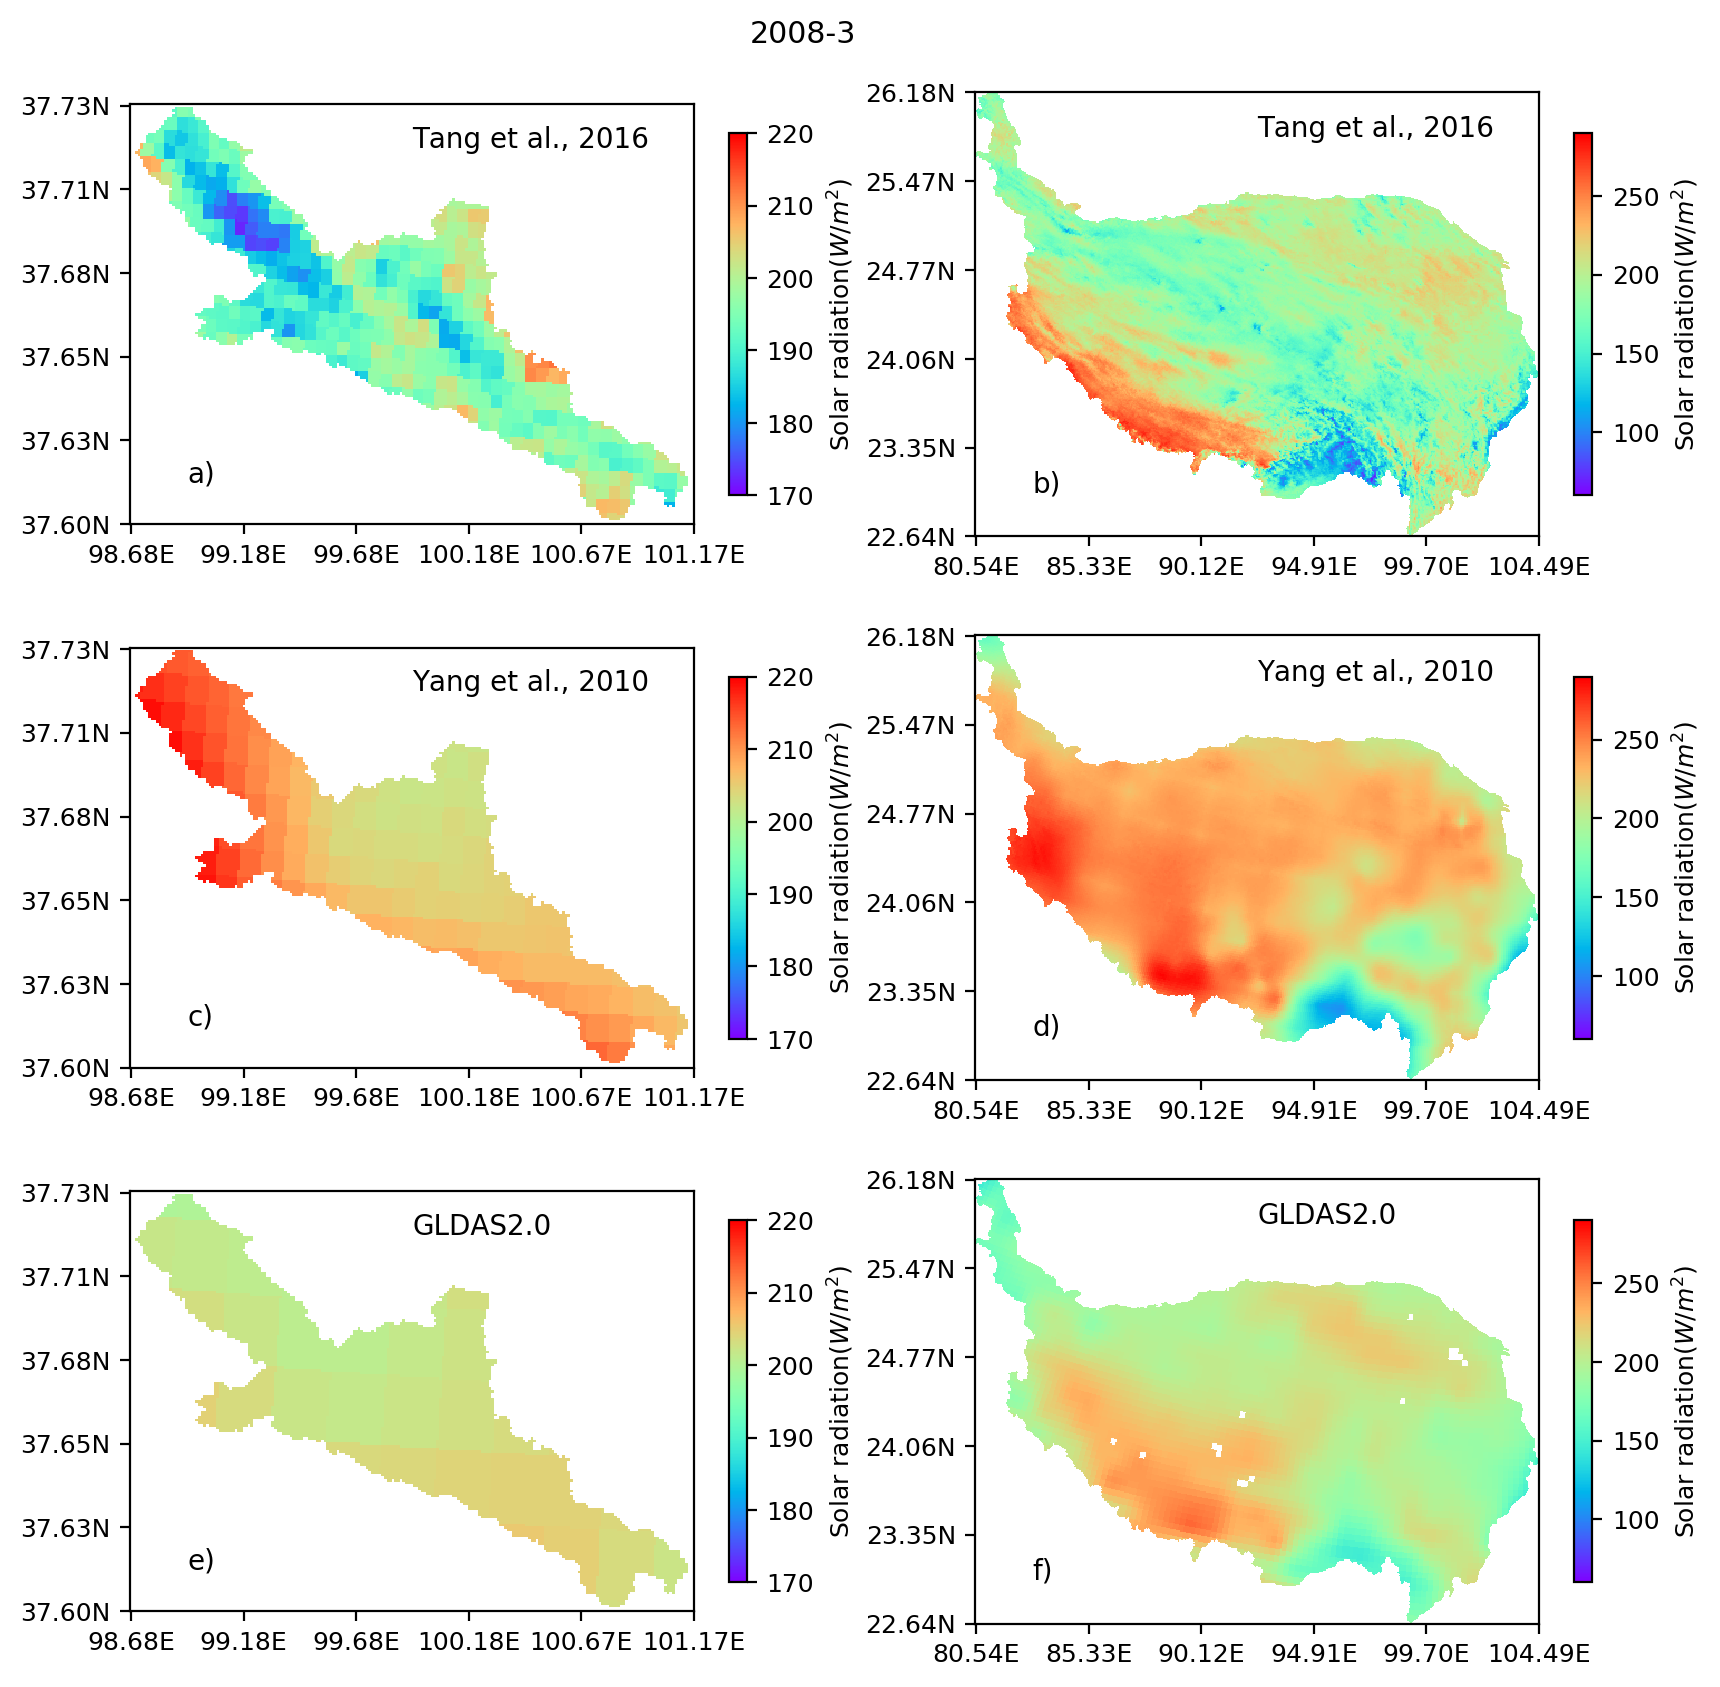 2008-3
37.73N
37.71N
37.68N
37.65N
37.63N
37.60N
98.68E 99.18E 99.68E 100.18E 100.67E 101.17E
Tang et al., 2016
a)
220
210
200
190
180
170
Solar radiation(W/m²)
26.18N
25.47N
24.77N
24.06N
23.35N
22.64N
80.54E 85.33E 90.12E 94.91E 99.70E 104.49E
Tang et al., 2016
b)
250
200
150
100
Solar radiation(W/m²)
37.73N
37.71N
37.68N
37.65N
37.63N
37.60N
98.68E 99.18E 99.68E 100.18E 100.67E 101.17E
Yang et al., 2010
c)
220
210
200
190
180
170
Solar radiation(W/m²)
26.18N
25.47N
24.77N
24.06N
23.35N
22.64N
80.54E 85.33E 90.12E 94.91E 99.70E 104.49E
Yang et al., 2010
d)
250
200
150
100
Solar radiation(W/m²)
37.73N
37.71N
37.68N
37.65N
37.63N
37.60N
98.68E 99.18E 99.68E 100.18E 100.67E 101.17E
GLDAS2.0
e)
220
210
200
190
180
170
Solar radiation(W/m²)
26.18N
25.47N
24.77N
24.06N
23.35N
22.64N
80.54E 85.33E 90.12E 94.91E 99.70E 104.49E
GLDAS2.0
f)
250
200
150
100
Solar radiation(W/m²)